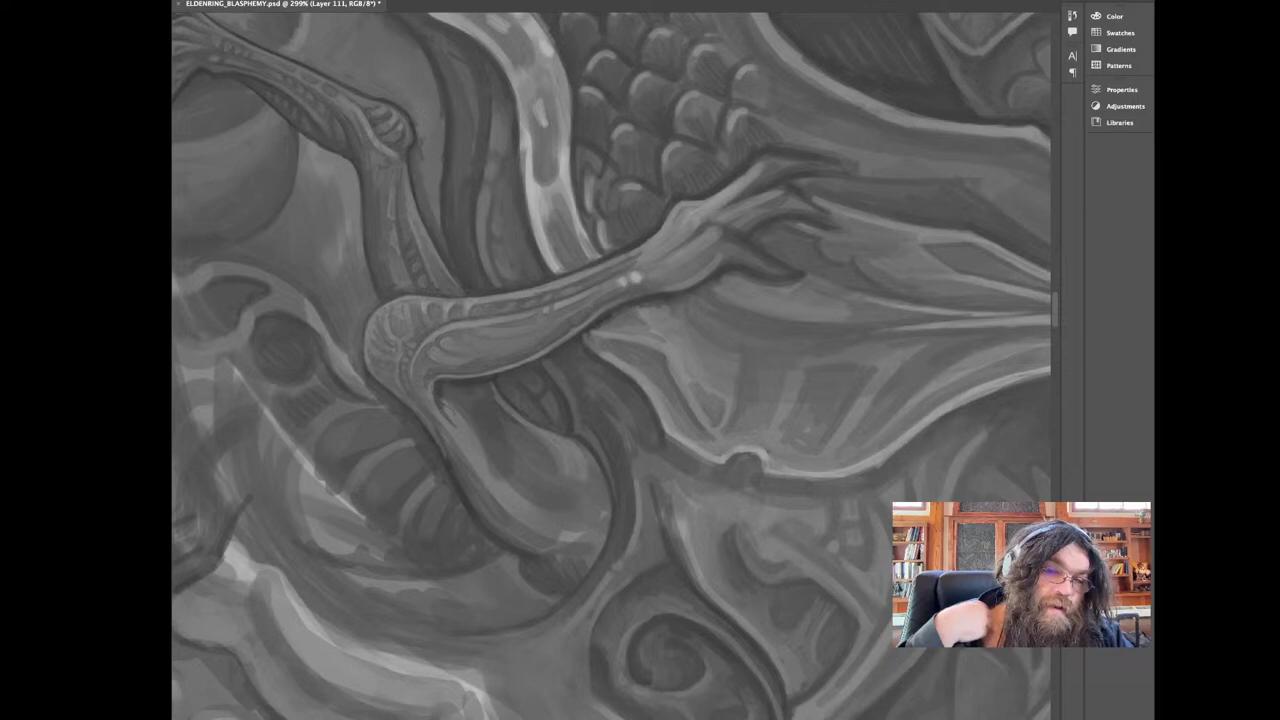 × ELDENRING_BLASPHEMY.psd @ 299% (Layer 111, RGB/8*) *
Color
Swatches
Gradients
Patterns
Properties
Adjustments
Libraries